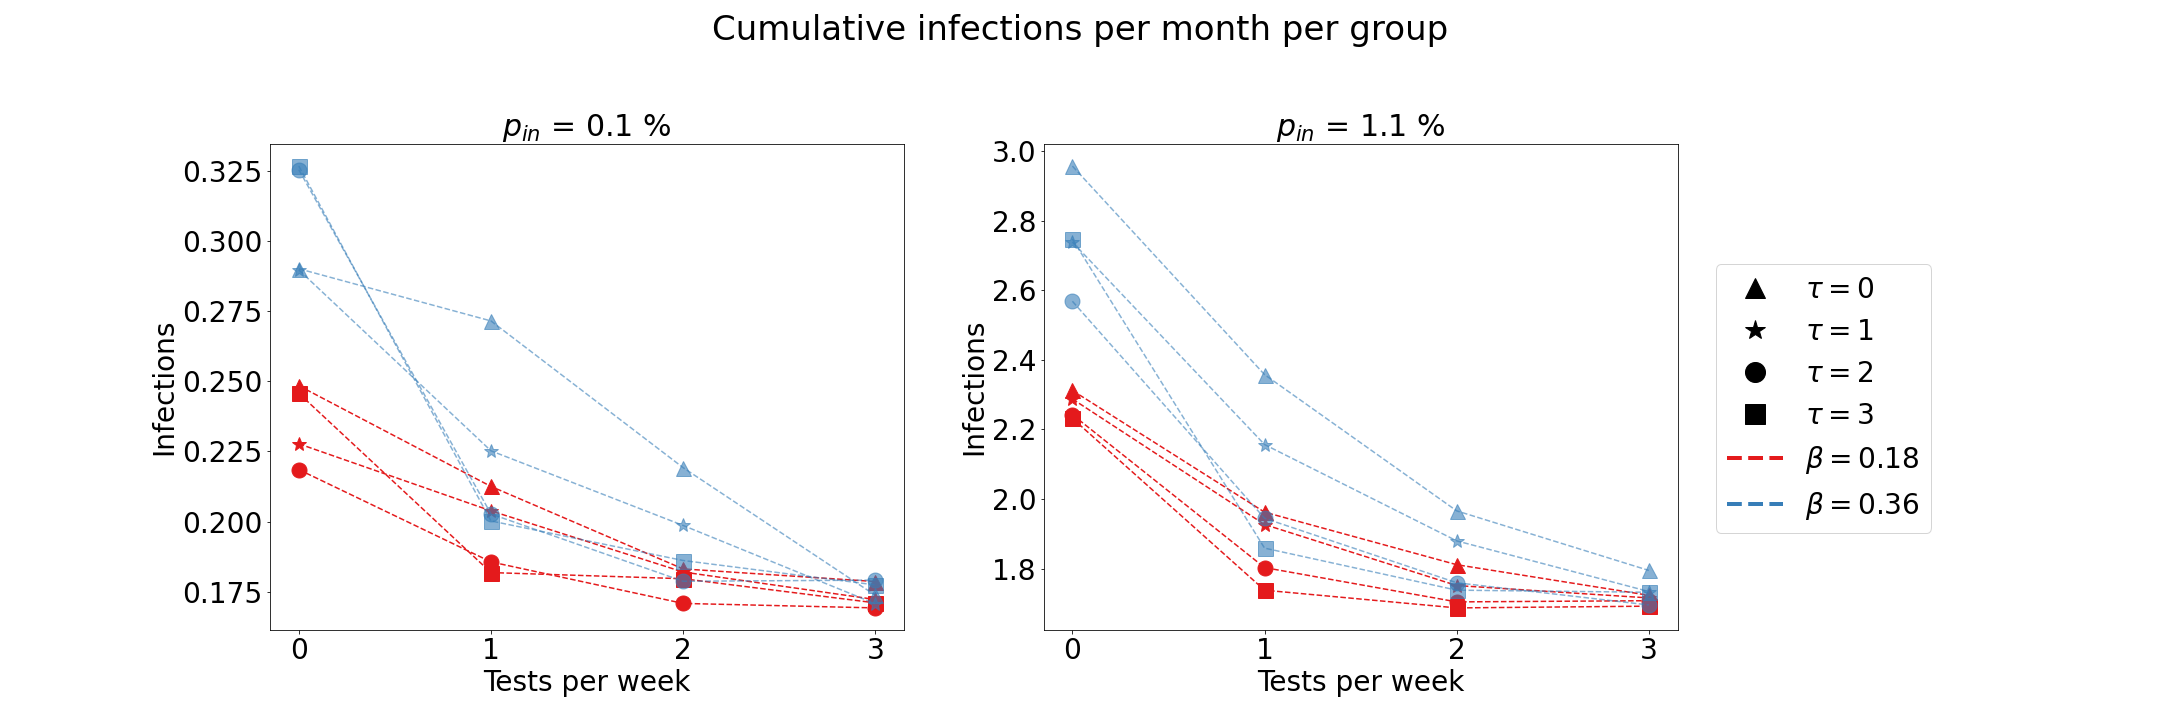 Cumulative infections per month per group
p_in = 0.1 %
0.325
0.300
0.275
0.250
0.225
0.200
0.175
Infections
0 1 2 3
Tests per week
p_in = 1.1 %
3.0
2.8
2.6
2.4
2.2
2.0
1.8
Infections
0 1 2 3
Tests per week
τ = 0
τ = 1
τ = 2
τ = 3
β = 0.18
β = 0.36